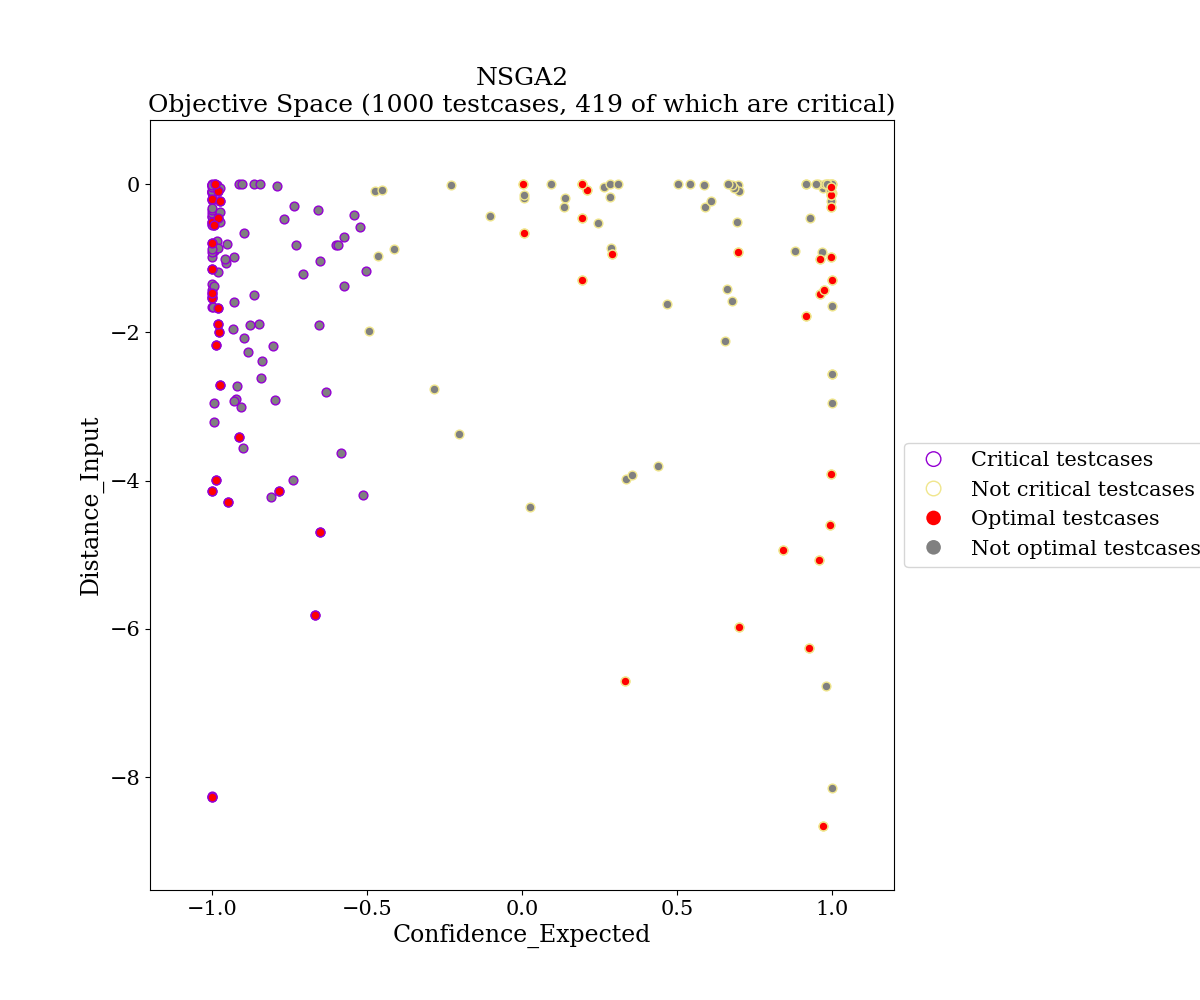 NSGA2
Objective Space (1000 testcases, 419 of which are critical)
0
−2
−4
−6
−8
Distance_Input
−1.0
−0.5
0.0
0.5
1.0
Confidence_Expected
Critical testcases
Not critical testcases
Optimal testcases
Not optimal testcases